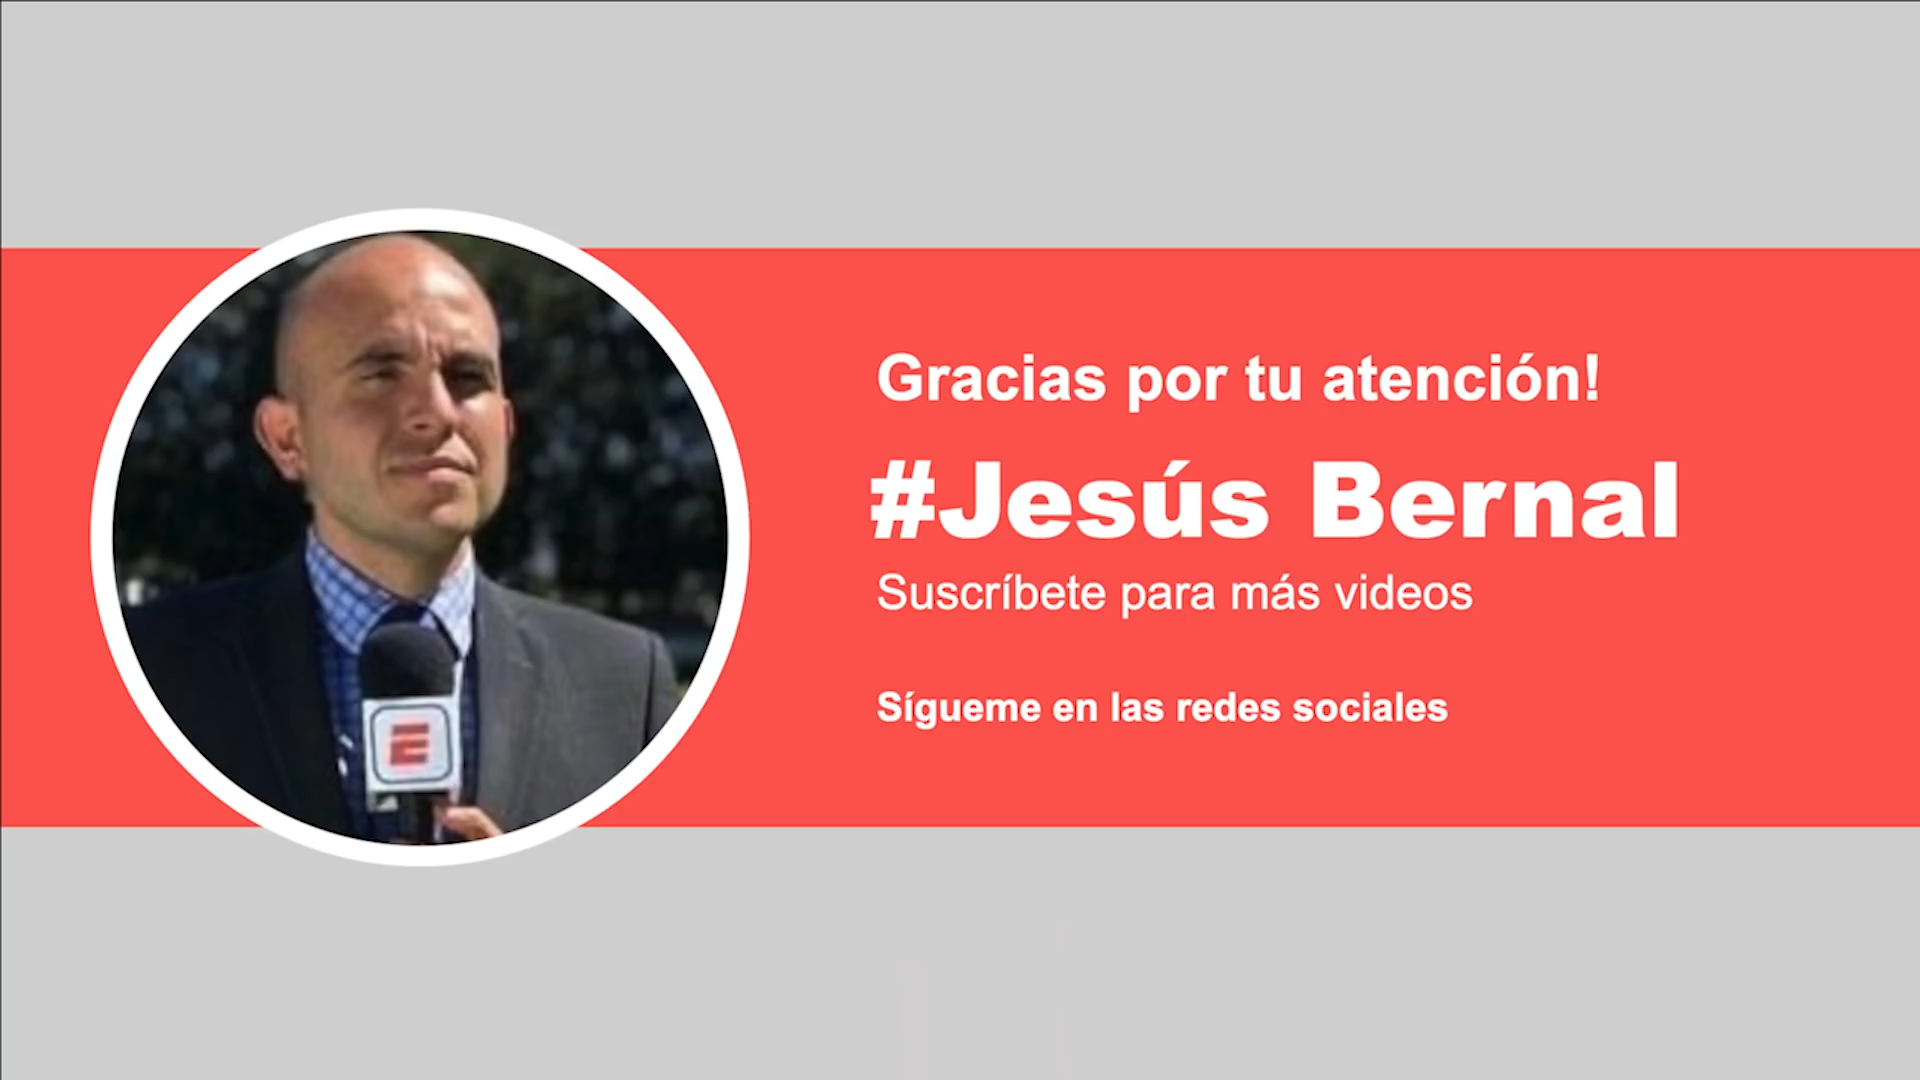 Gracias por tu atención!
#Jesús Bernal
Suscríbete para más videos
Sígueme en las redes sociales
E